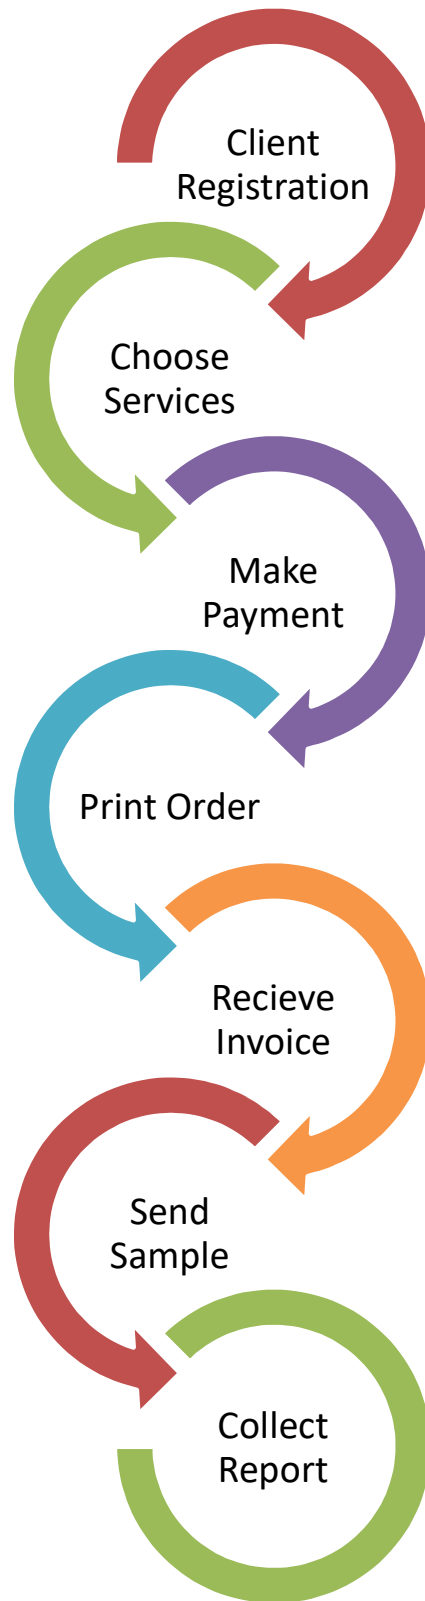 Client
Registration
Choose
Services
Make
Payment
Print Order
Recieve
Invoice
Send
Sample
Collect
Report